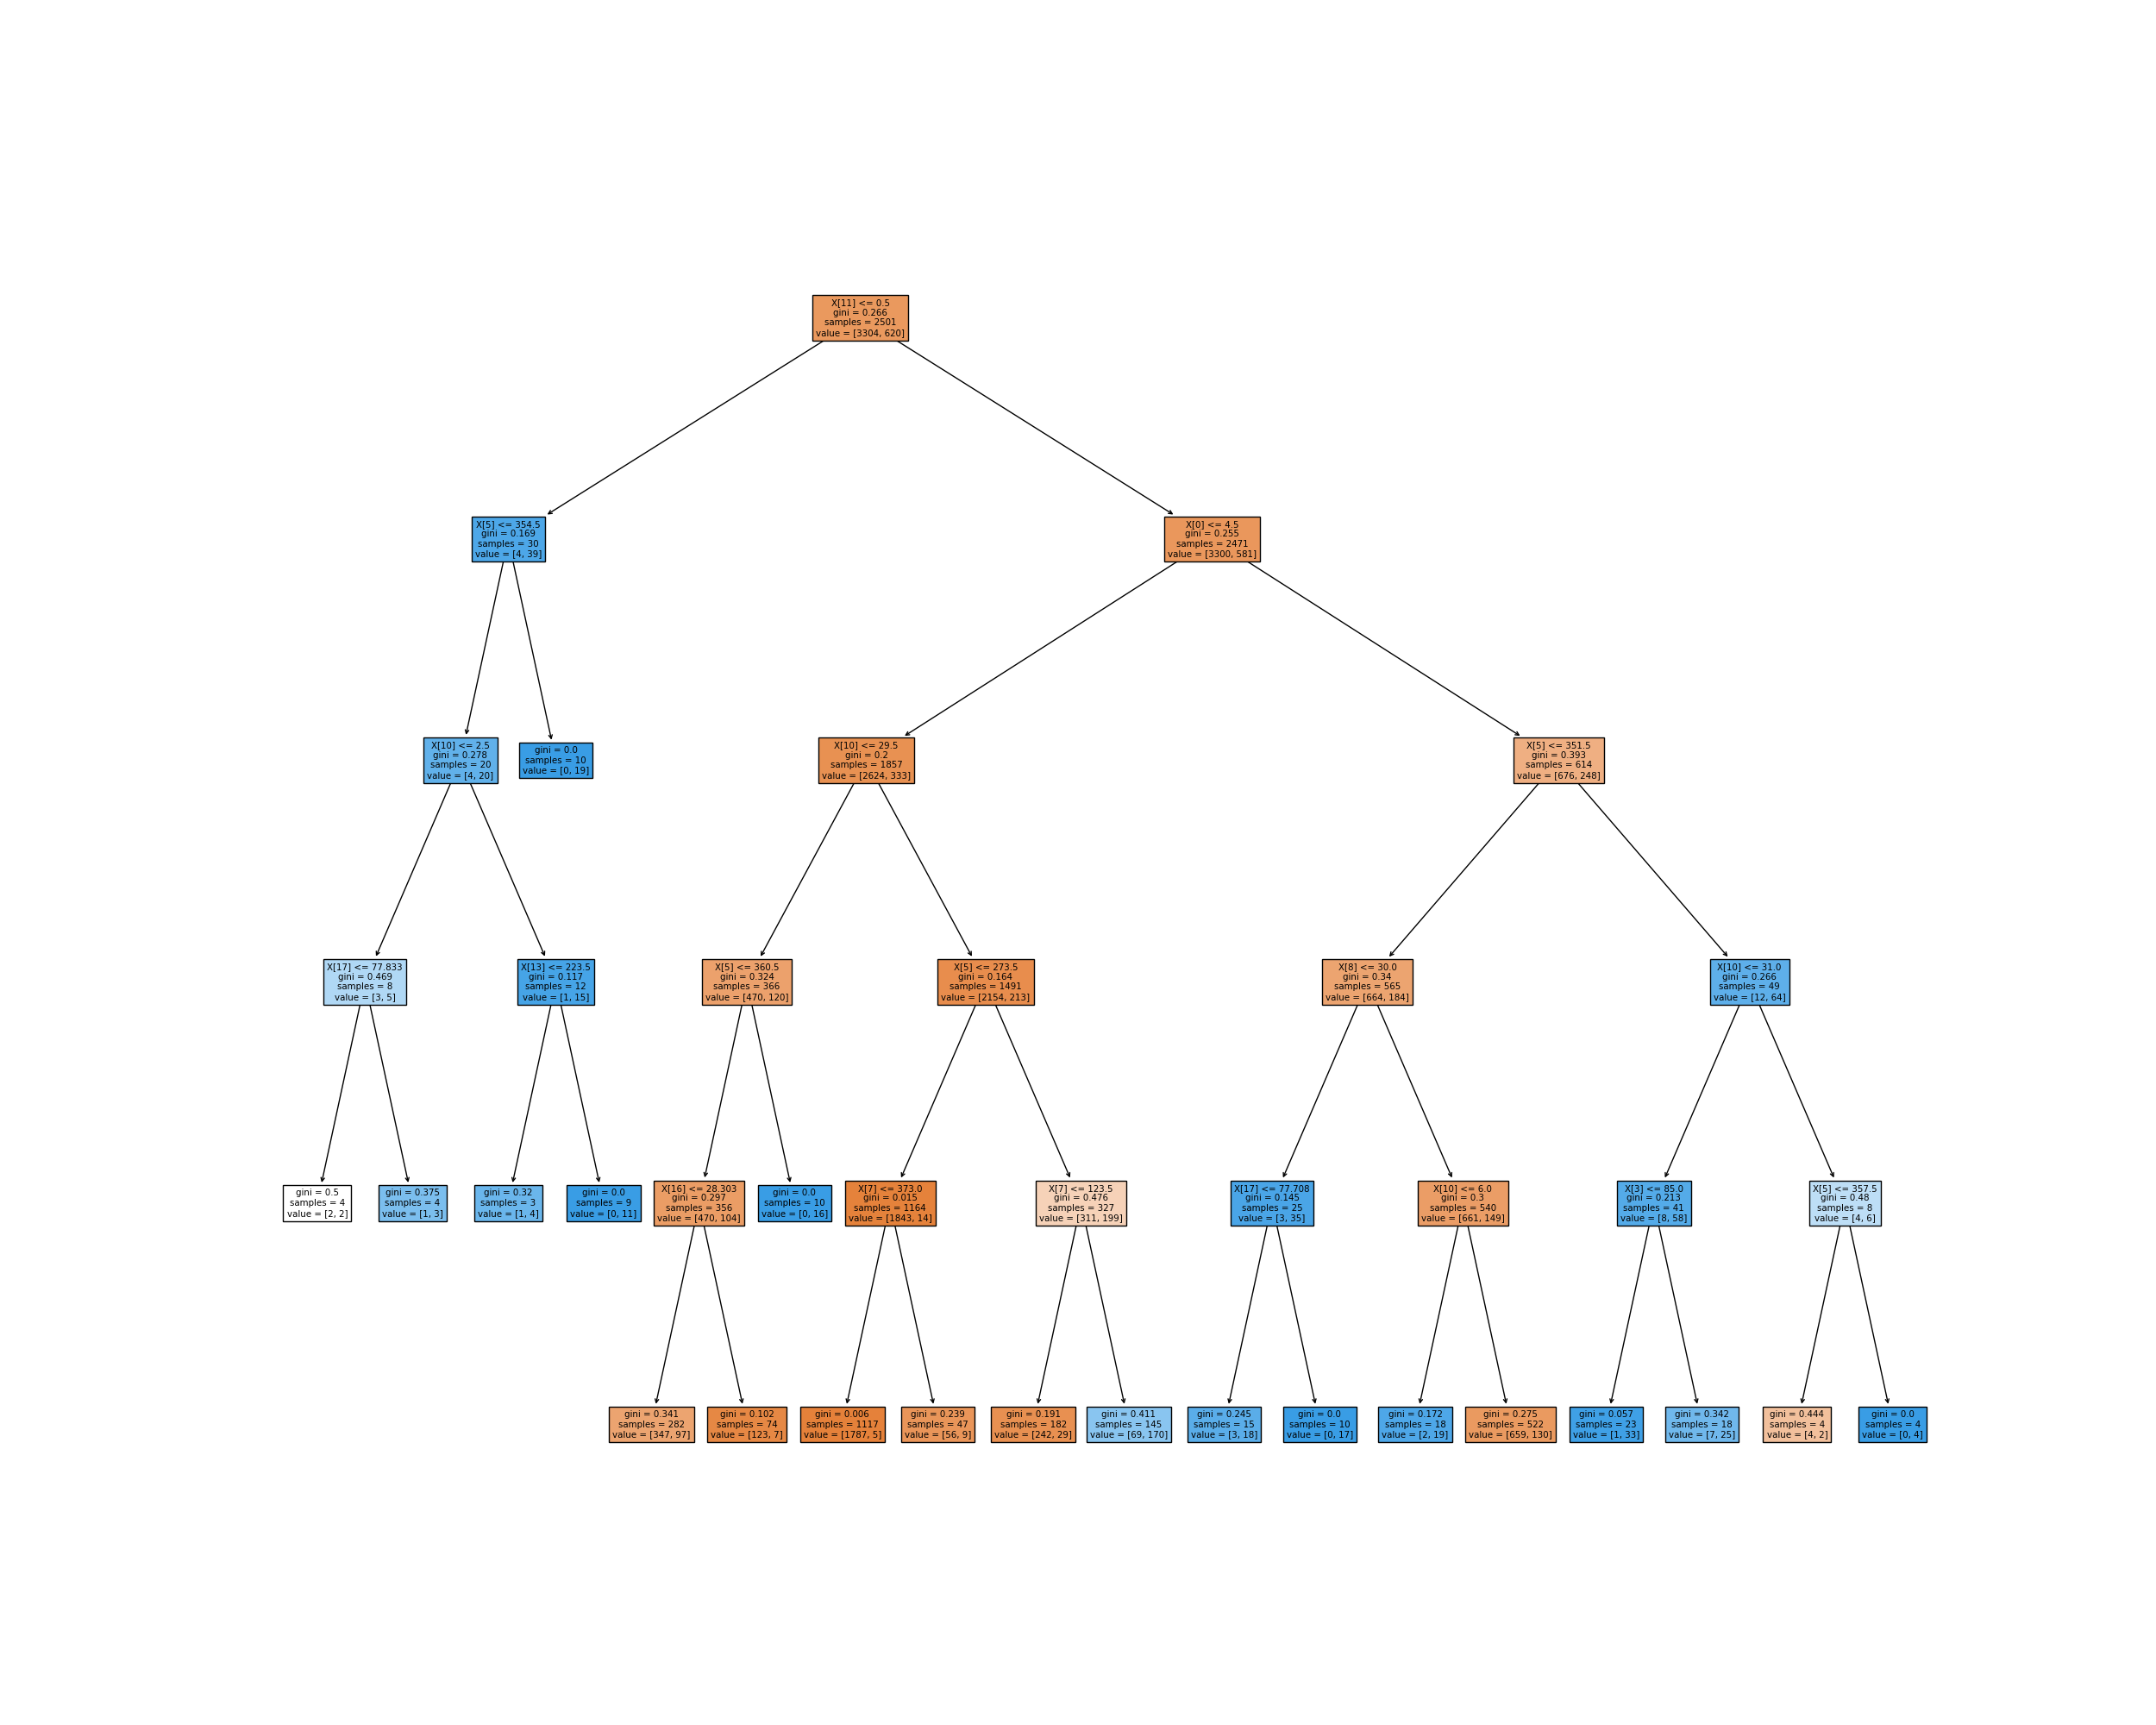 X[11] <= 0.5
gini = 0.266
samples = 2501
value = [3304, 620]
X[5] <= 354.5
gini = 0.169
samples = 30
value = [4, 39]
X[0] <= 4.5
gini = 0.255
samples = 2471
value = [3300, 581]
X[10] <= 2.5
gini = 0.278
samples = 20
value = [4, 20]
gini = 0.0
samples = 10
value = [0, 19]
X[10] <= 29.5
gini = 0.2
samples = 1857
value = [2624, 333]
X[5] <= 351.5
gini = 0.393
samples = 614
value = [676, 248]
X[17] <= 77.833
gini = 0.469
samples = 8
value = [3, 5]
X[13] <= 223.5
gini = 0.117
samples = 12
value = [1, 15]
X[5] <= 360.5
gini = 0.324
samples = 366
value = [470, 120]
X[5] <= 273.5
gini = 0.164
samples = 1491
value = [2154, 213]
X[8] <= 30.0
gini = 0.34
samples = 565
value = [664, 184]
X[10] <= 31.0
gini = 0.266
samples = 49
value = [12, 64]
gini = 0.5
samples = 4
value = [2, 2]
gini = 0.375
samples = 4
value = [1, 3]
gini = 0.32
samples = 3
value = [1, 4]
gini = 0.0
samples = 9
value = [0, 11]
X[16] <= 28.303
gini = 0.297
samples = 356
value = [470, 104]
gini = 0.0
samples = 10
value = [0, 16]
X[7] <= 373.0
gini = 0.015
samples = 1164
value = [1843, 14]
X[7] <= 123.5
gini = 0.476
samples = 327
value = [311, 199]
X[17] <= 77.708
gini = 0.145
samples = 25
value = [3, 35]
X[10] <= 6.0
gini = 0.3
samples = 540
value = [661, 149]
X[3] <= 85.0
gini = 0.213
samples = 41
value = [8, 58]
X[5] <= 357.5
gini = 0.48
samples = 8
value = [4, 6]
gini = 0.341
samples = 282
value = [347, 97]
gini = 0.102
samples = 74
value = [123, 7]
gini = 0.006
samples = 1117
value = [1787, 5]
gini = 0.239
samples = 47
value = [56, 9]
gini = 0.191
samples = 182
value = [242, 29]
gini = 0.411
samples = 145
value = [69, 170]
gini = 0.245
samples = 15
value = [3, 18]
gini = 0.0
samples = 10
value = [0, 17]
gini = 0.172
samples = 18
value = [2, 19]
gini = 0.275
samples = 522
value = [659, 130]
gini = 0.057
samples = 23
value = [1, 33]
gini = 0.342
samples = 18
value = [7, 25]
gini = 0.444
samples = 4
value = [4, 2]
gini = 0.0
samples = 4
value = [0, 4]